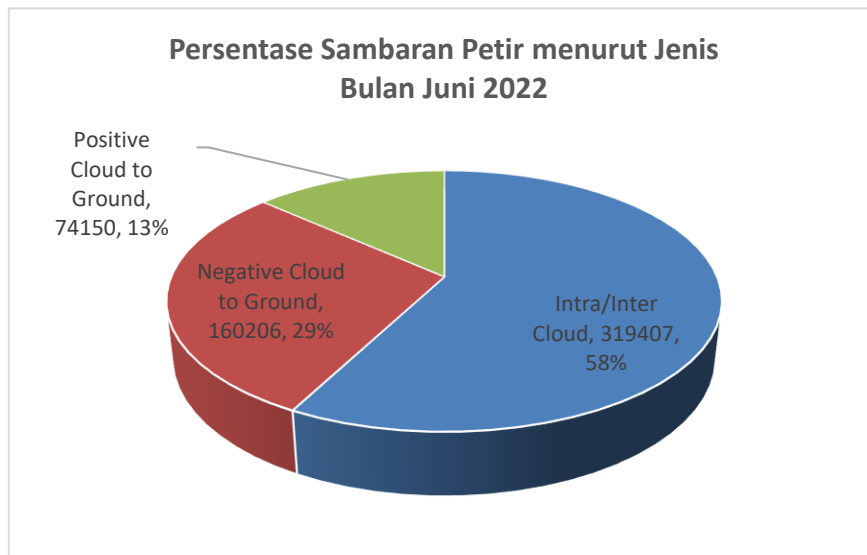 Persentase Sambaran Petir menurut Jenis
Bulan Juni 2022
Positive
Cloud to
Ground,
74150, 13%
Negative Cloud
to Ground,
160206, 29%
Intra/Inter
Cloud, 319407,
58%